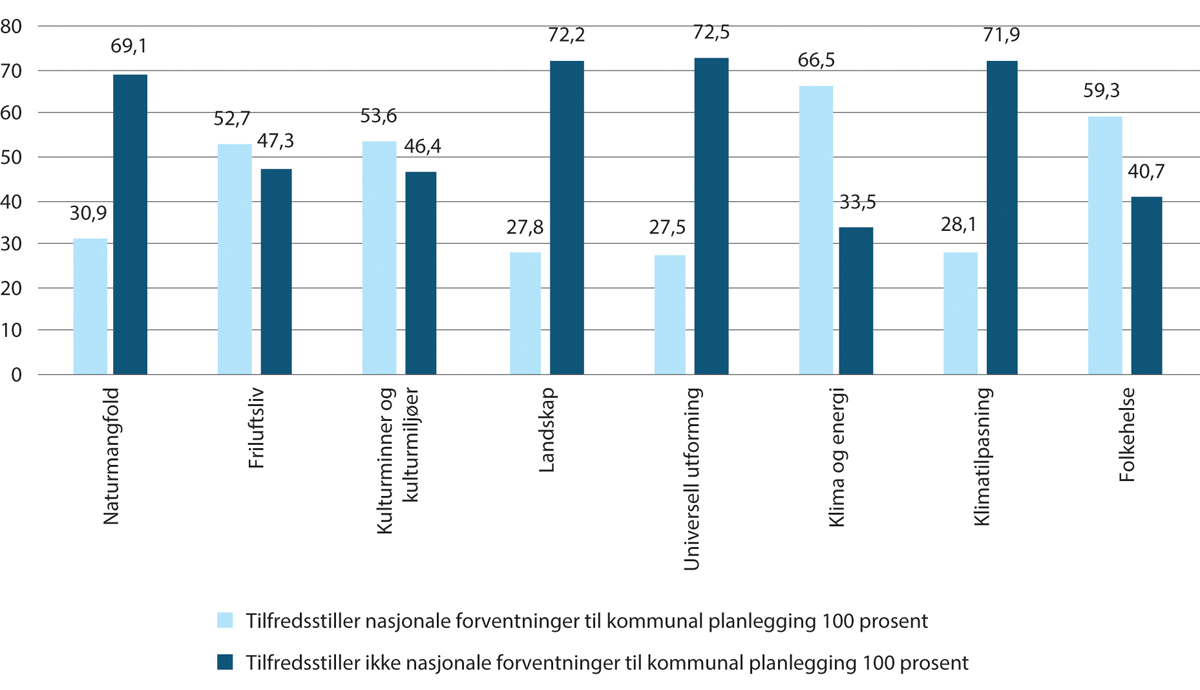 80
70
60
50
40
30
20
10
0
69,1
30,9
52,7
47,3
53,6
46,4
72,2
27,8
72,5
27,5
66,5
33,5
71,9
28,1
59,3
40,7
Naturmangfold
Friluftsliv
Kulturminner og
kulturmiljøer
Landskap
Universell utforming
Klima og energi
Klimatilpasning
Folkehelse
Tilfredsstiller nasjonale forventninger til kommunal planlegging 100 prosent
Tilfredsstiller ikke nasjonale forventninger til kommunal planlegging 100 prosent